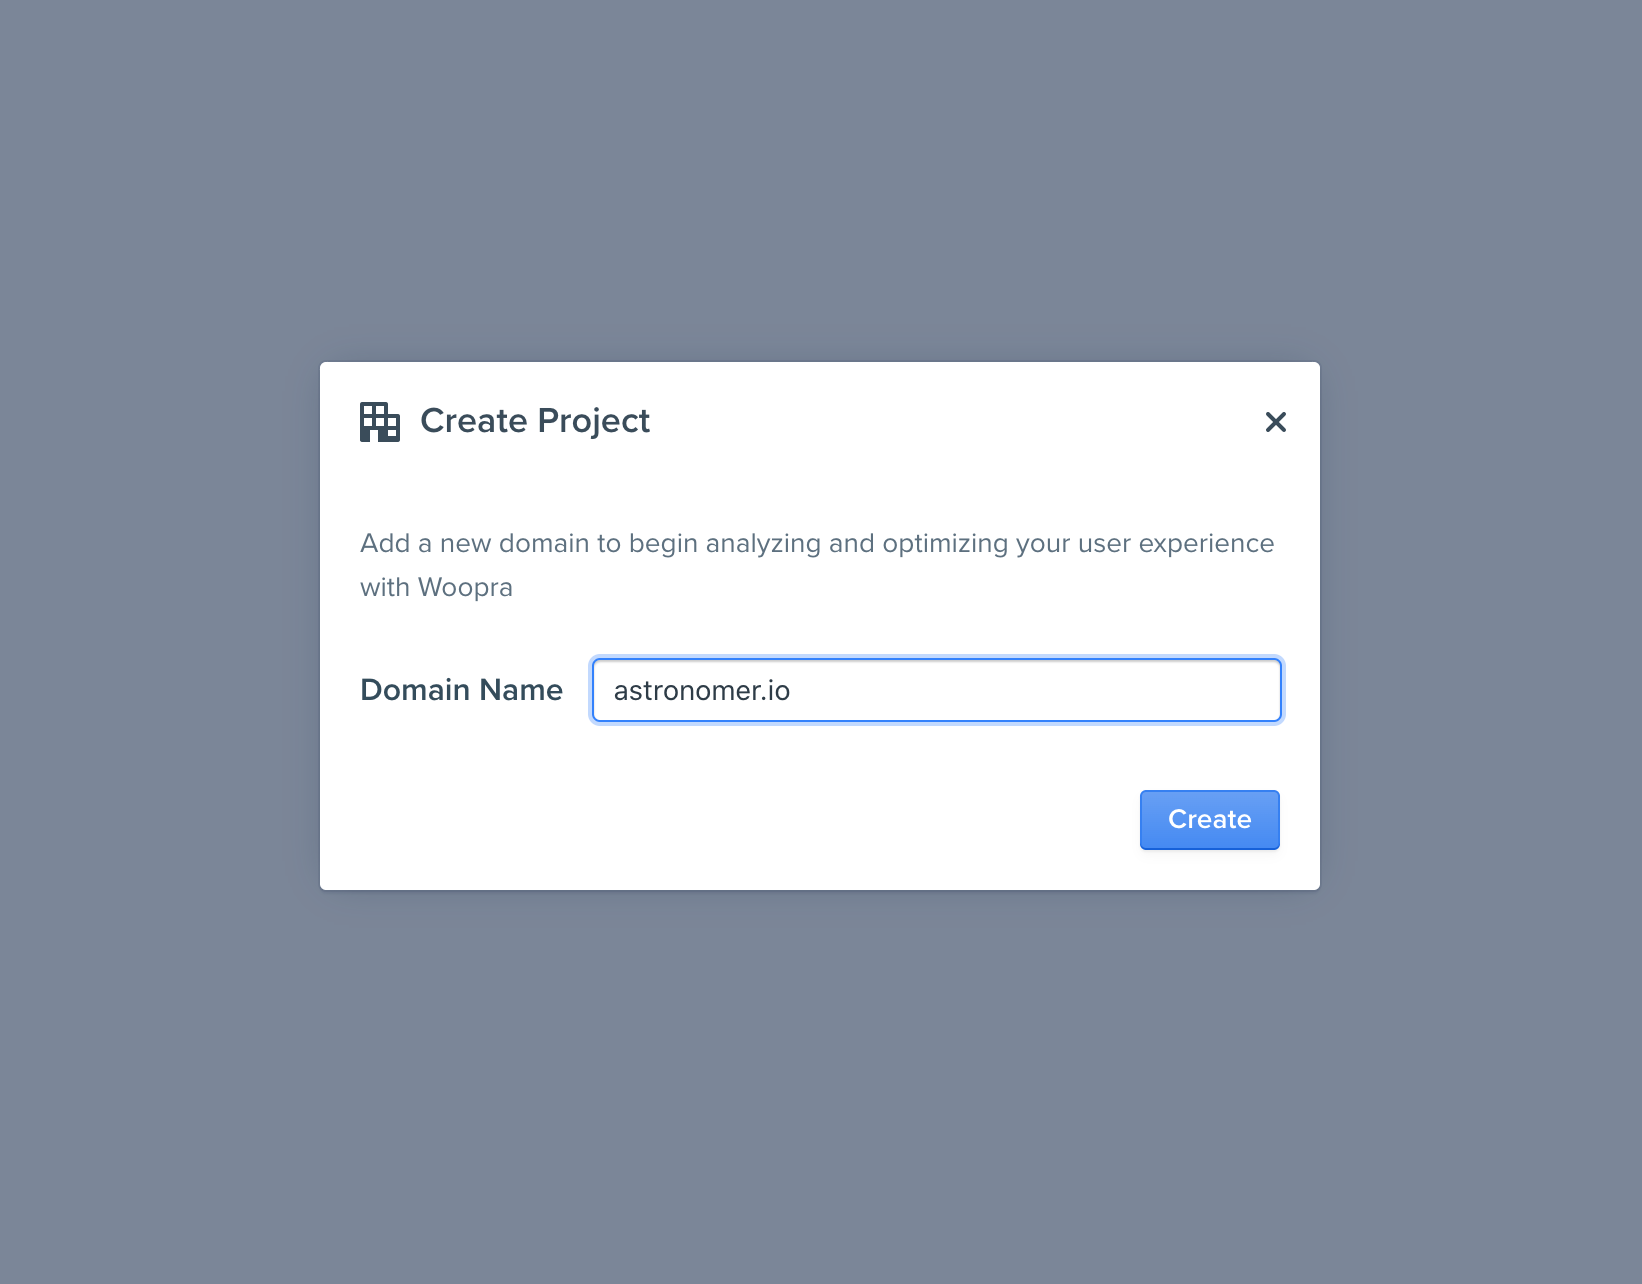 Create Project
Add a new domain to begin analyzing and optimizing your user experience
with Woopra
Domain Name
astronomer.io
Create